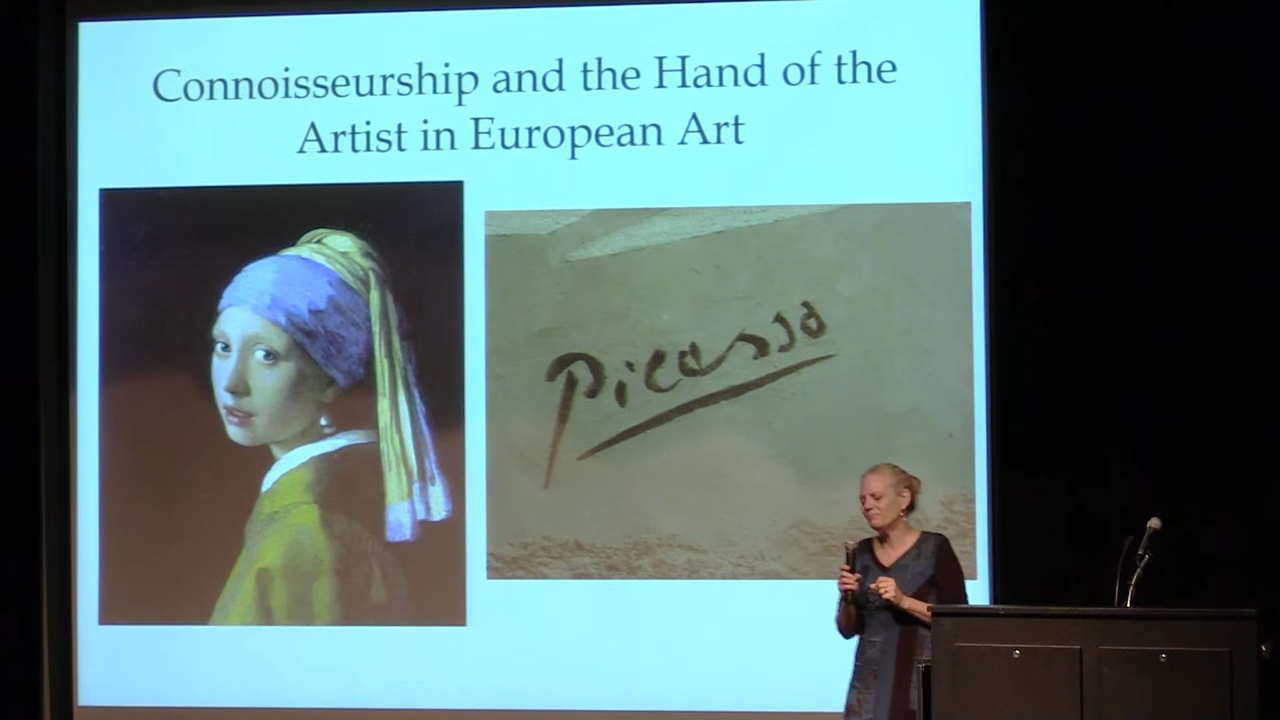 Connoisseurship and the Hand of the
Artist in European Art
Picasso